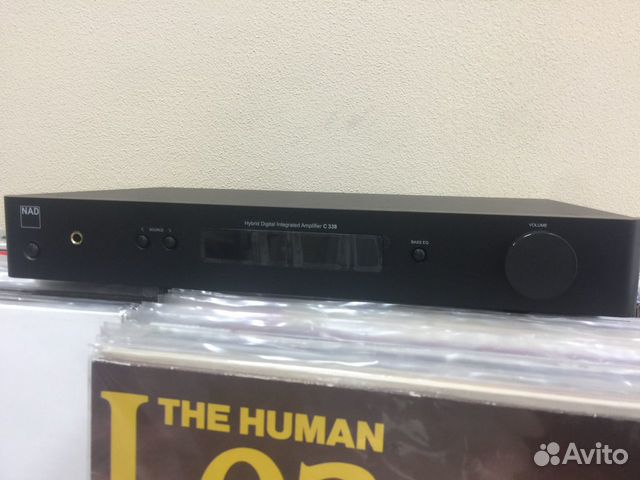 NAD
< SOURCE >
Hybrid Digital Integrated Amplifier C 338
BASS EQ
VOLUME
THE HUMAN
Avito